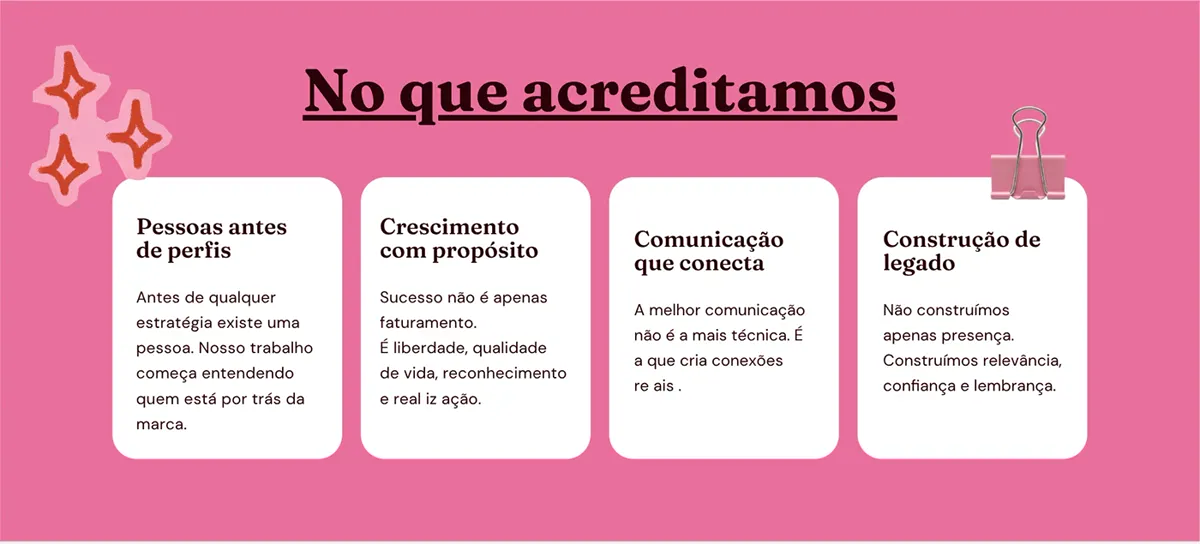 No que acreditamos
Pessoas antes
de perfis
Antes de qualquer
estratégia existe uma
pessoa. Nosso trabalho
começa entendendo
quem está por trás da
marca.
Crescimento
com propósito
Sucesso não é apenas
faturamento.
É liberdade, qualidade
de vida, reconhecimento
e real iz ação.
Comunicação
que conecta
A melhor comunicação
não é a mais técnica. É
a que cria conexões
re ais .
Construção de
legado
Não construímos
apenas presença.
Construímos relevância,
confiança e lembrança.